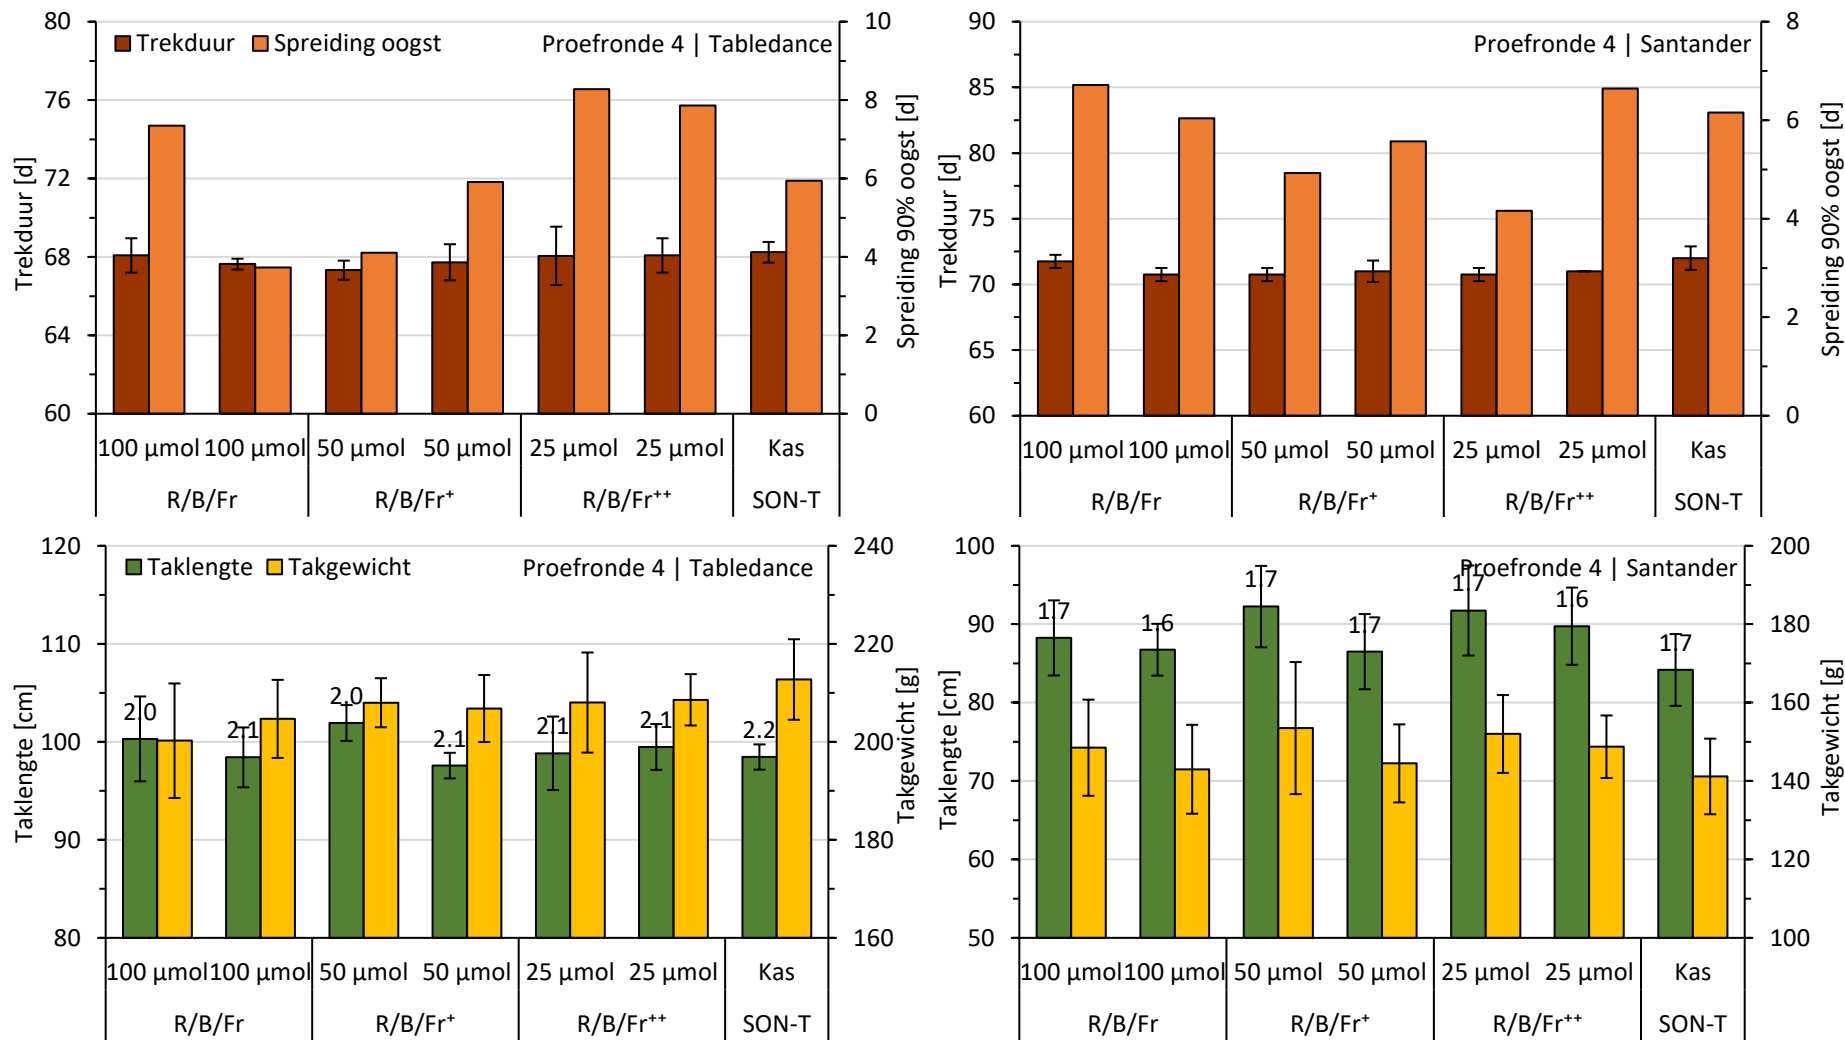 Trekduur Spreiding oogst Proefronde 4 | Tabledance
80
76
72
68
64
60
Trekduur [d]
10
8
6
4
2
0
Spreiding 90% oogst [d]
100 µmol 100 µmol 50 µmol 50 µmol 25 µmol 25 µmol Kas
R/B/Fr R/B/Fr⁺ R/B/Fr⁺⁺ SON-T
Proefronde 4 | Santander
90
85
80
75
70
65
60
Trekduur [d]
8
6
4
2
0
Spreiding 90% oogst [d]
100 µmol 100 µmol 50 µmol 50 µmol 25 µmol 25 µmol Kas
R/B/Fr R/B/Fr⁺ R/B/Fr⁺⁺ SON-T
Taklengte Takgewicht Proefronde 4 | Tabledance
120
110
100
90
80
Taklengte [cm]
2.0 2.1 2.0 2.1 2.1 2.1 2.2
240
220
200
180
160
Takgewicht [g]
100 µmol 100 µmol 50 µmol 50 µmol 25 µmol 25 µmol Kas
R/B/Fr R/B/Fr⁺ R/B/Fr⁺⁺ SON-T
Proefronde 4 | Santander
100
90
80
70
60
50
Taklengte [cm]
1.7 1.6 1.7 1.7 1.7 1.6 1.7
200
180
160
140
120
100
Takgewicht [g]
100 µmol 100 µmol 50 µmol 50 µmol 25 µmol 25 µmol Kas
R/B/Fr R/B/Fr⁺ R/B/Fr⁺⁺ SON-T